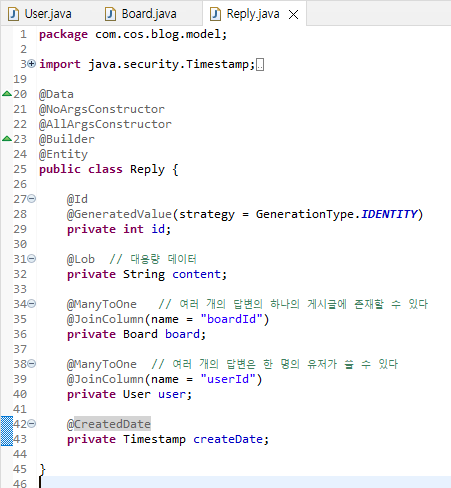 User.java Board.java Reply.java
1 package com.cos.blog.model;
2
3 import java.security.Timestamp;
19
20 @Data
21 @NoArgsConstructor
22 @AllArgsConstructor
23 @Builder
24 @Entity
25 public class Reply {
26
27 @Id
28 @GeneratedValue(strategy = GenerationType.IDENTITY)
29 private int id;
30
31 @Lob // 대용량 데이터
32 private String content;
33
34 @ManyToOne // 여러 개의 답변의 하나의 게시글에 존재할 수 있다
35 @JoinColumn(name = "boardId")
36 private Board board;
37
38 @ManyToOne // 여러 개의 답변은 한 명의 유저가 쓸 수 있다
39 @JoinColumn(name = "userId")
40 private User user;
41
42 @CreatedDate
43 private Timestamp createDate;
44
45 }
46